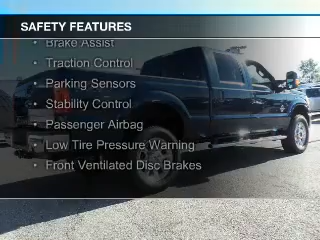 SAFETY FEATURES
• Brake Assist
• Traction Control
• Parking Sensors
• Stability Control
• Passenger Airbag
• Low Tire Pressure Warning
• Front Ventilated Disc Brakes